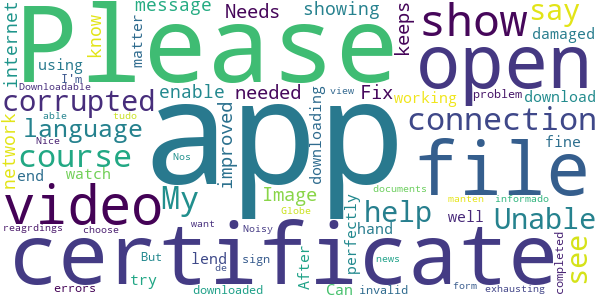 internet know matter message Needs showing keeps show say damaged
Please open
using I'm
Downloadable
corrupted enable needed Fix working problem download
network able tudo language improved downloading view connection
Nice course app fine
end watch Nos file
My Image perfectly documents help Unable
video Globe hand manten informado well see
reagrdings choose But lend sign Noisy want After news
certificate completed
errors try downloaded de Can invalid form exhausting